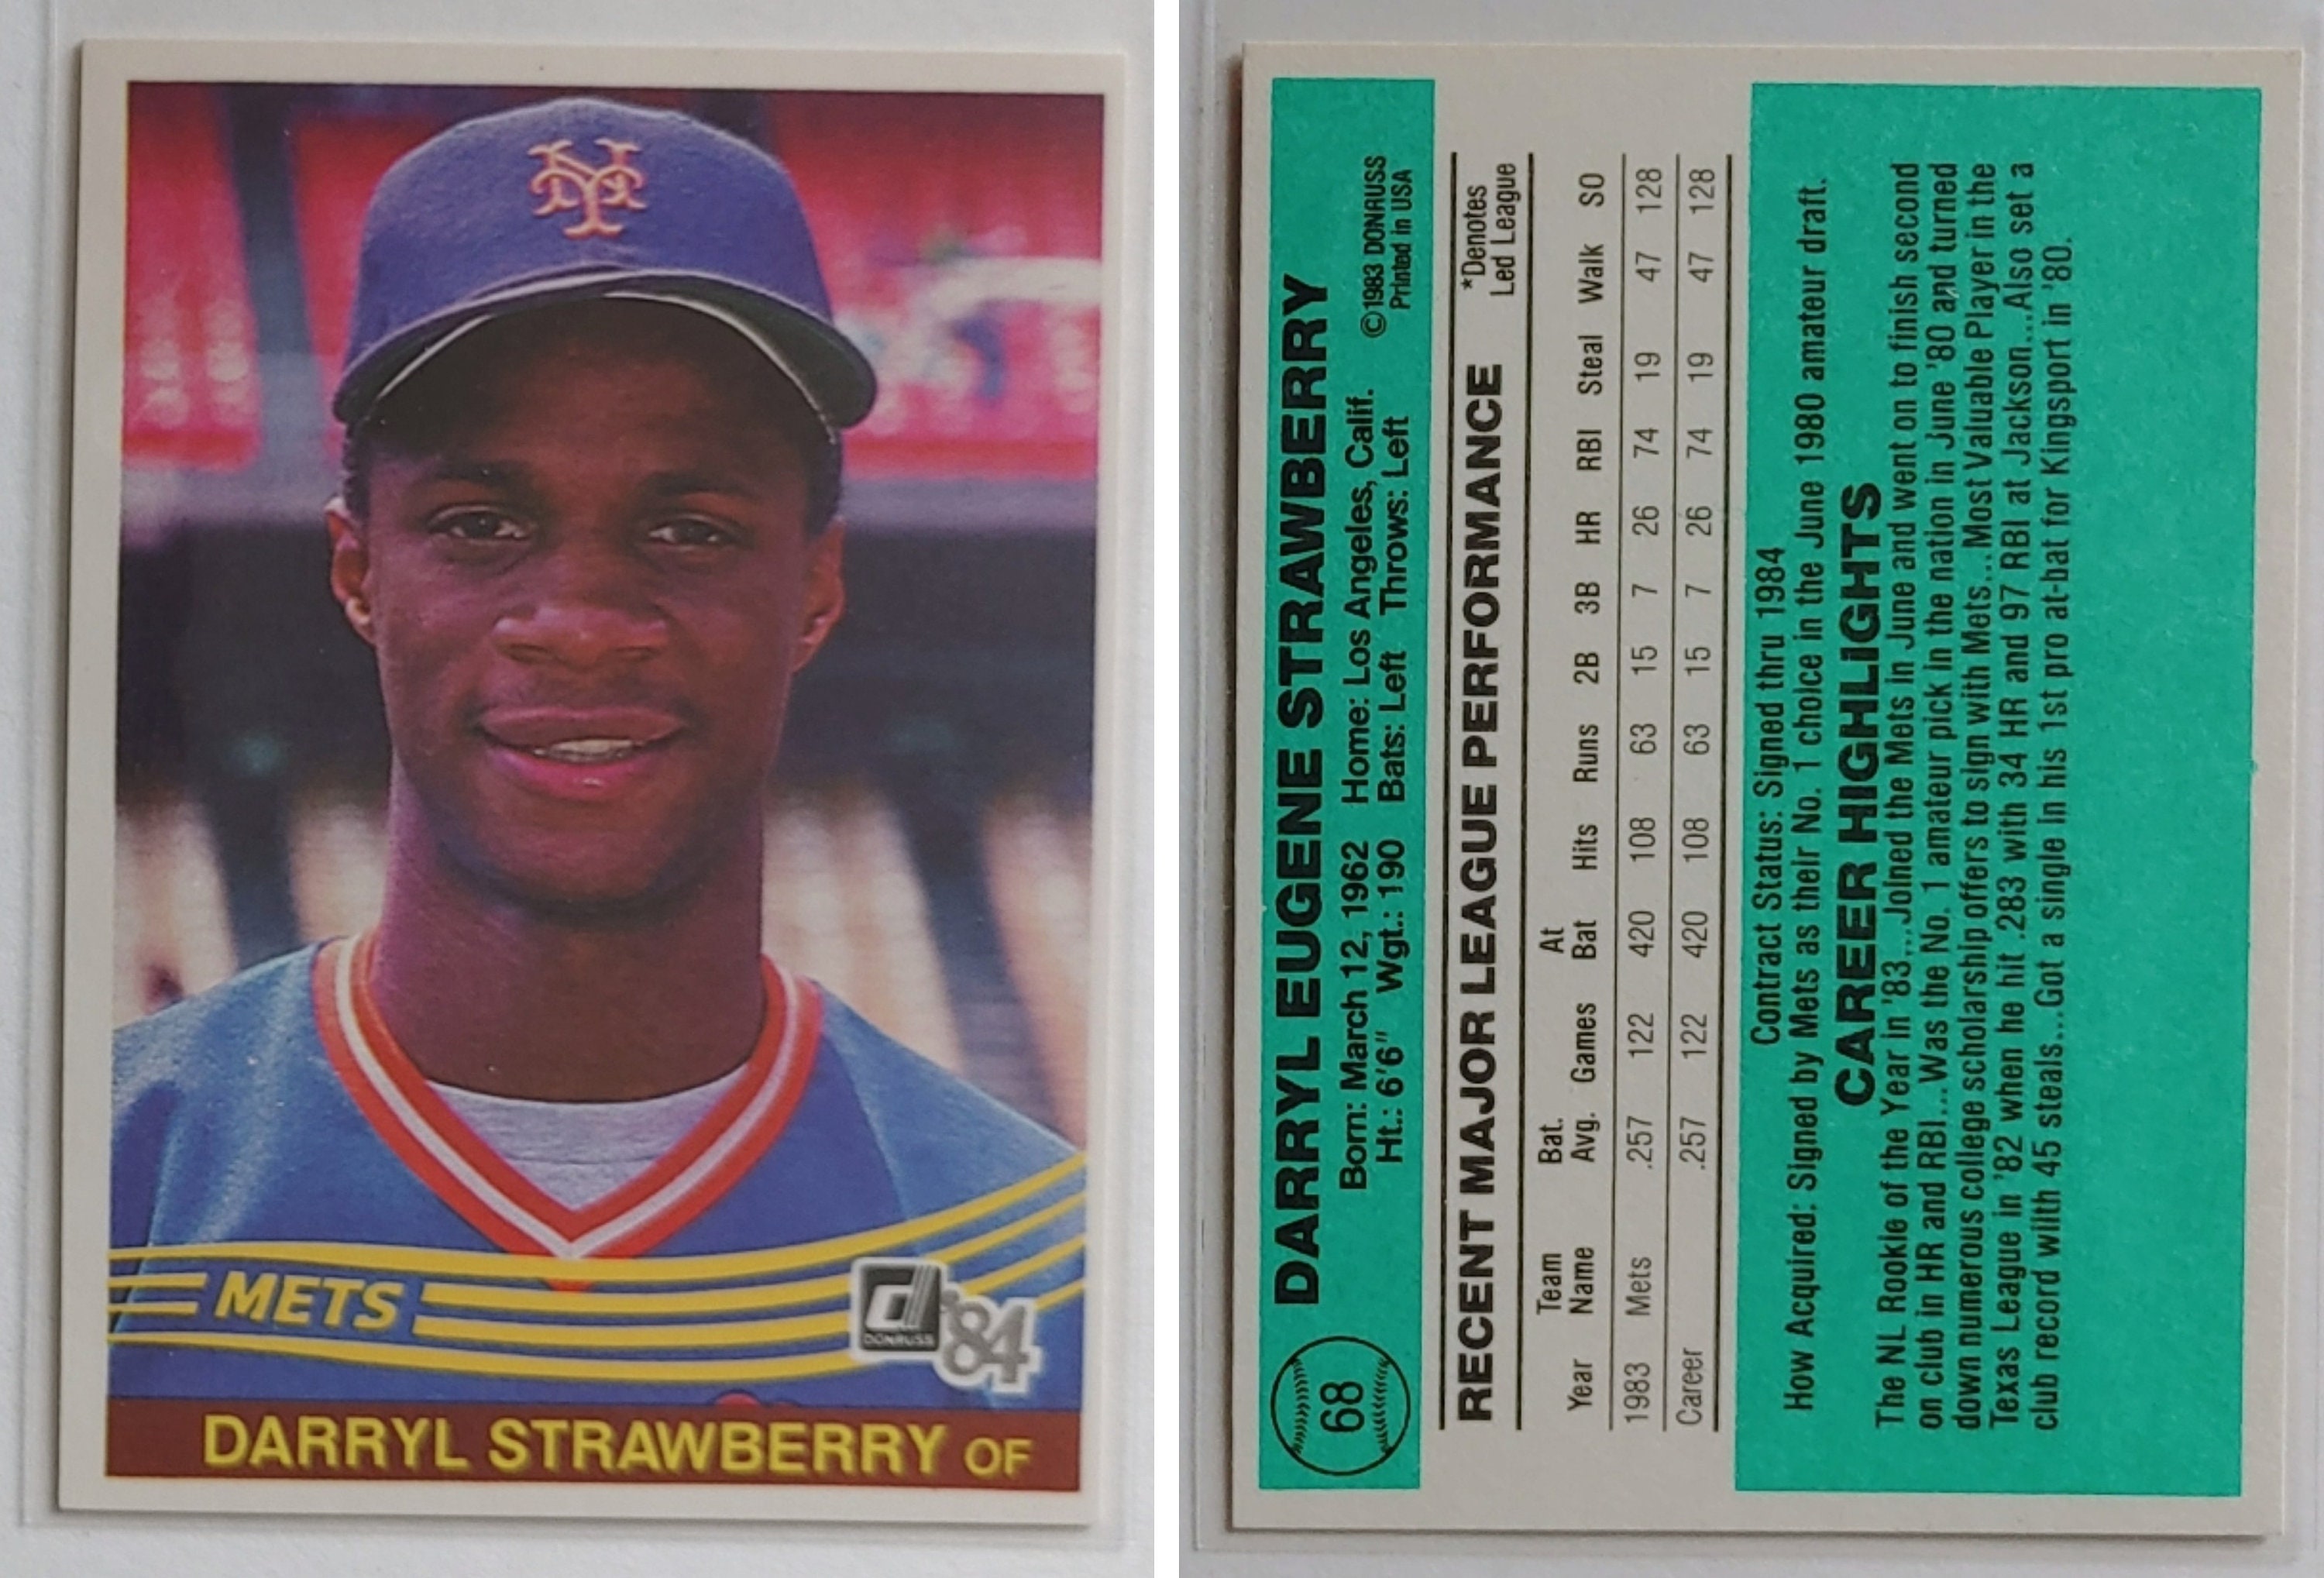 NY
METS
d
DONRUSS
'84
DARRYL STRAWBERRY OF
68
DARRYL EUGENE STRAWBERRY
Born: March 12, 1962 Home: Los Angeles, Calif. ©1983 DONRUSS
Ht.: 6'6" Wgt.: 190 Bats: Left Throws: Left Printed in USA
RECENT MAJOR LEAGUE PERFORMANCE
*Denotes
Led League
Team Bat. At
Year Name Avg. Games Bat Hits Runs 2B 3B HR RBI Steal Walk SO
1983 Mets .257 122 420 108 63 15 7 26 74 19 47 128
Career .257 122 420 108 63 15 7 26 74 19 47 128
Contract Status: Signed thru 1984
How Acquired: Signed by Mets as their No. 1 choice in the June 1980 amateur draft.
CAREER HIGHLIGHTS
The NL Rookie of the Year in '83...Joined the Mets in June and went on to finish second
on club in HR and RBI...Was the No. 1 amateur pick in the nation in June '80 and turned
down numerous college scholarship offers to sign with Mets...Most Valuable Player in the
Texas League in '82 when he hit .283 with 34 HR and 97 RBI at Jackson...Also set a
club record wilth 45 steals...Got a single in his 1st pro at-bat for Kingsport in '80.